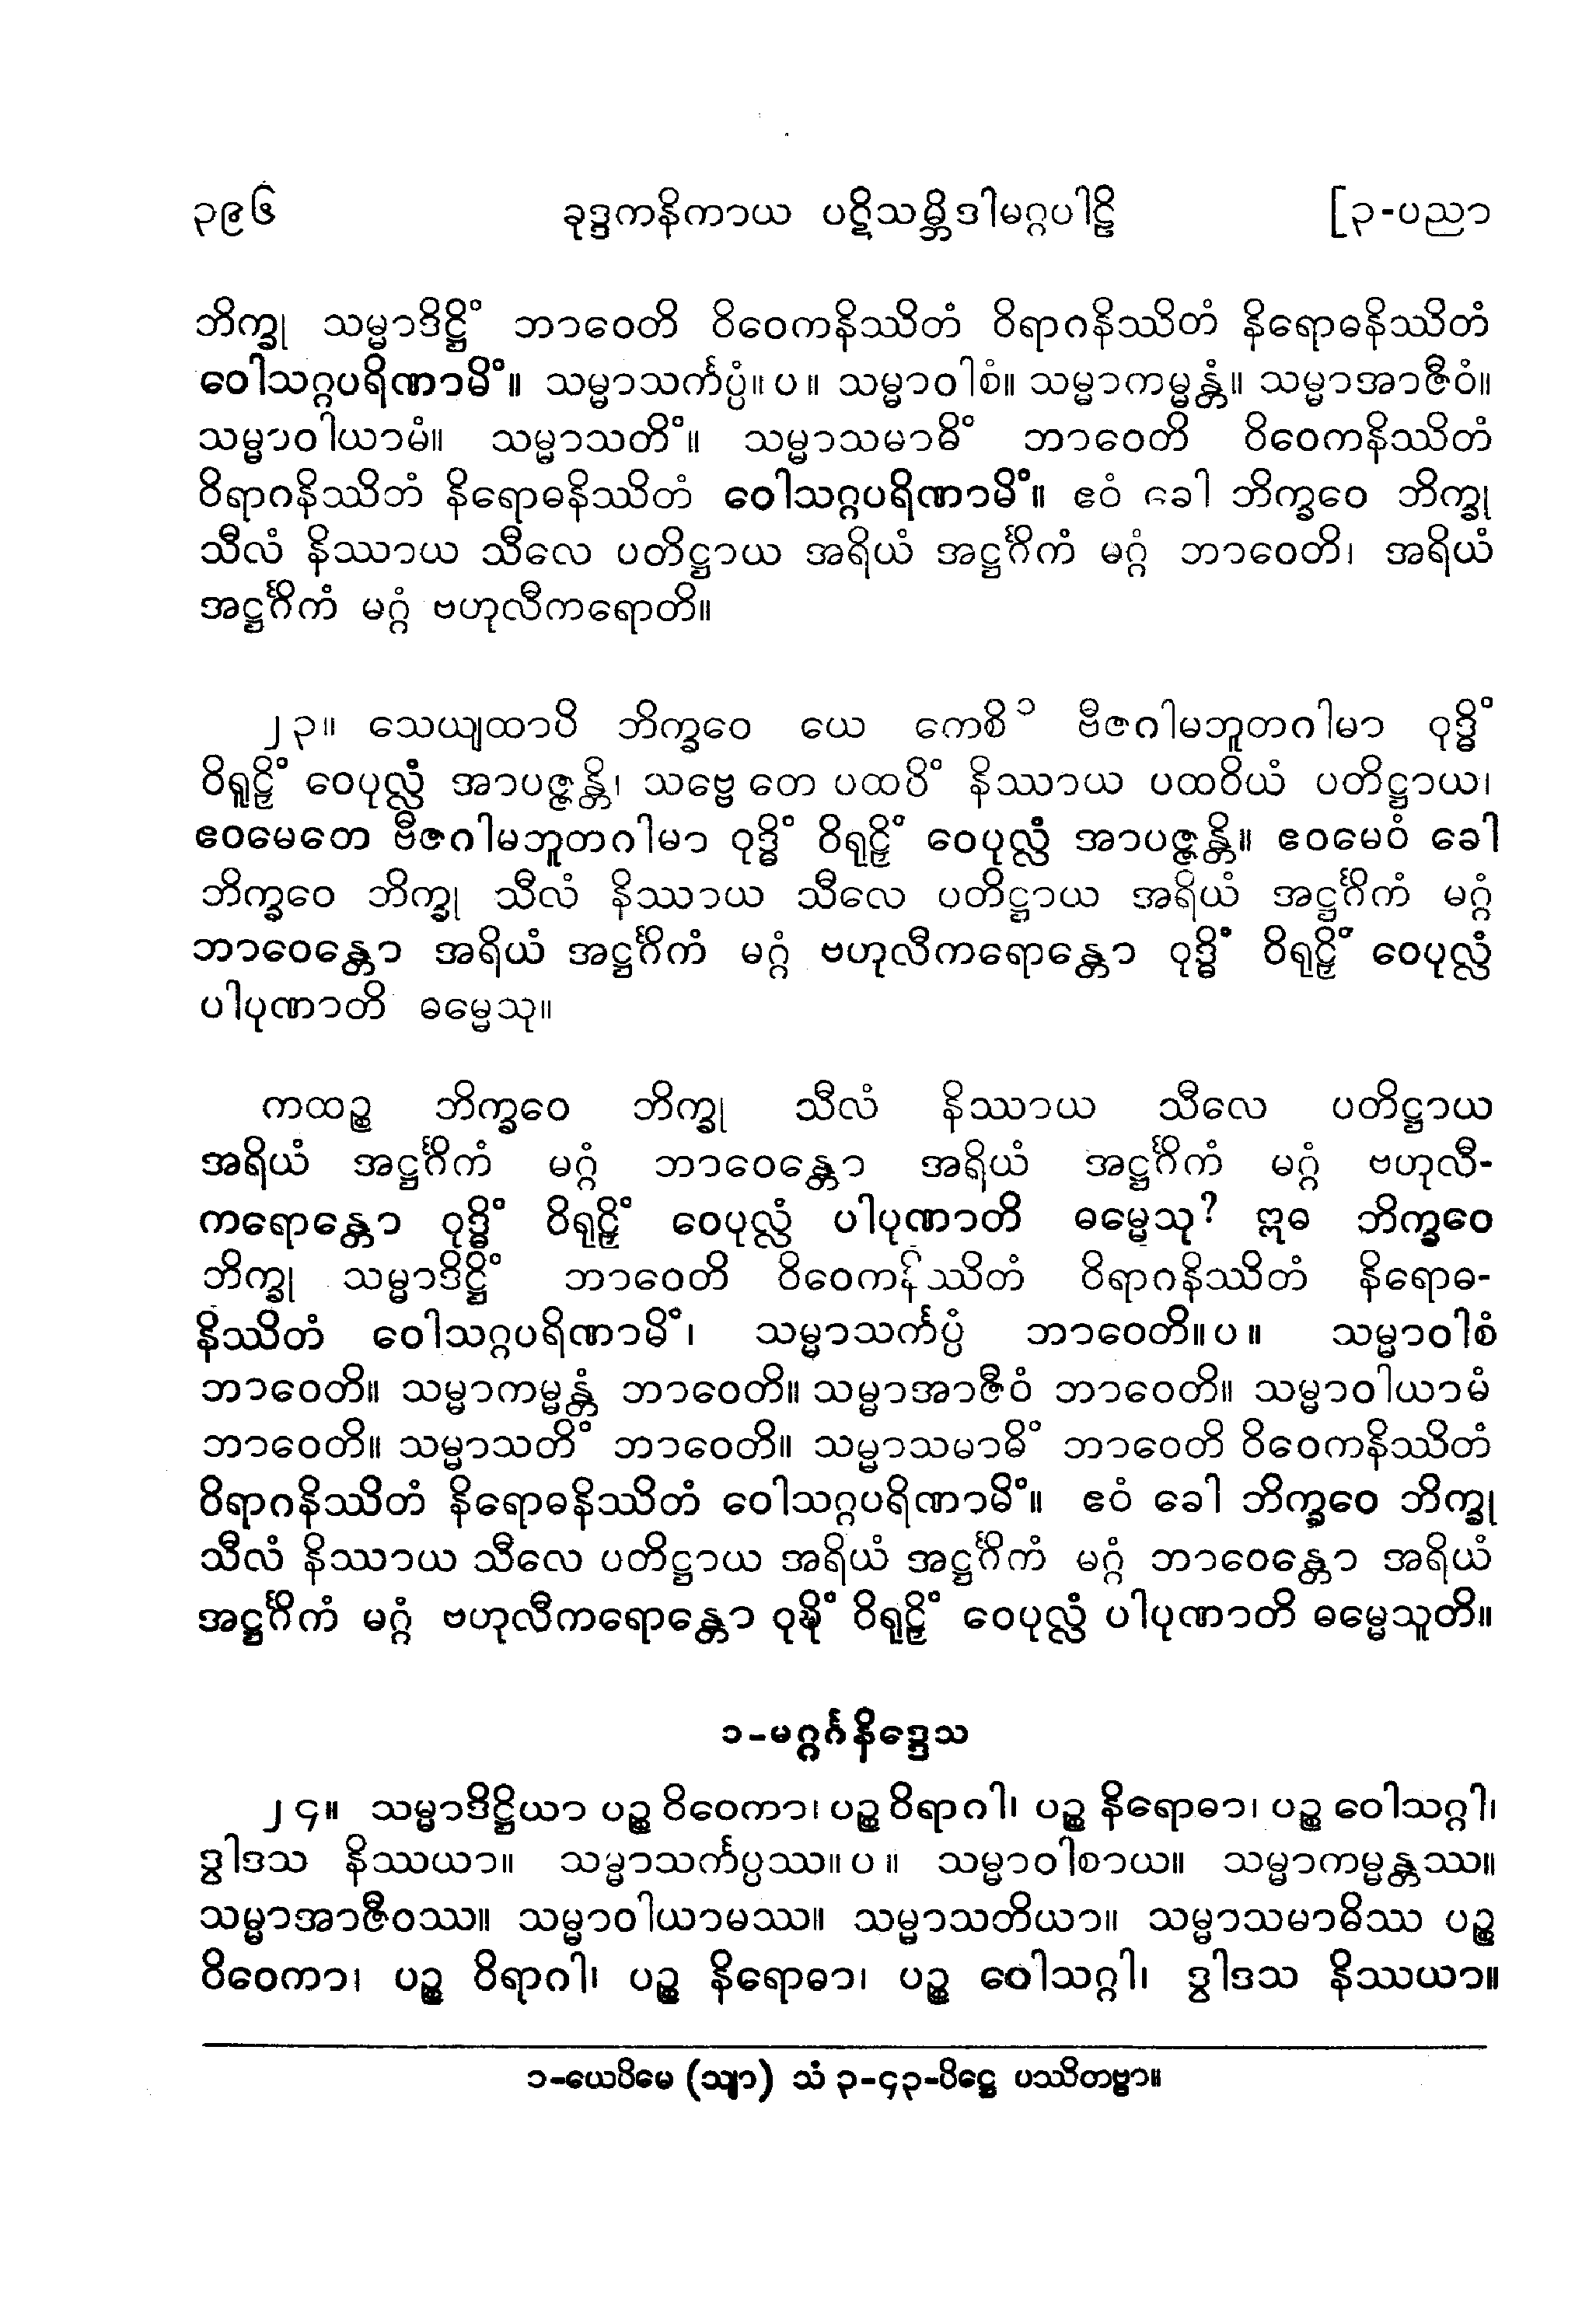 ၃၉၆ ခုဒ္ဒကနိကာယ ပဋိသမ္ဘိဒါမဂ္ဂပါဠိ [၃-ပညာ
ဘိက္ခု သမ္မာဒိဋ္ဌိံ ဘာဝေတိ ဝိဝေကနိဿိတံ ဝိရာဂနိဿိတံ နိရောဓနိဿိတံ
ဝေါသဂ္ဂပရိဏာမိံ။ သမ္မာသင်္ကပ္ပံ။ပ။ သမ္မာဝါစံ။ သမ္မာကမ္မန္တံ။ သမ္မာအာဇီဝံ။
သမ္မာဝါယာမံ။ သမ္မာသတိံ။ သမ္မာသမာဓိံ ဘာဝေတိ ဝိဝေကနိဿိတံ
ဝိရာဂနိဿိတံ နိရောဓနိဿိတံ ဝေါသဂ္ဂပရိဏာမိံ။ ဧဝံ ခေါ ဘိက္ခဝေ ဘိက္ခု
သီလံ နိဿာယ သီလေ ပတိဋ္ဌာယ အရိယံ အဋ္ဌင်္ဂိကံ မဂ္ဂံ ဘာဝေတိ၊ အရိယံ
အဋ္ဌင်္ဂိကံ မဂ္ဂံ ဗဟုလီကရောတိ။
၂၃။ သေယျထာပိ ဘိက္ခဝေ ယေ ကေစိ ၁ ဗီဇဂါမဘူတဂါမာ ဝုဒ္ဓိံ
ဝိရူဠှိံ ဝေပုလ္လံ အာပဇ္ဇန္တိ၊ သဗ္ဗေ တေ ပထဝိံ နိဿာယ ပထဝိယံ ပတိဋ္ဌာယ၊
ဧဝမေတေ ဗီဇဂါမဘူတဂါမာ ဝုဒ္ဓိံ ဝိရုဠှိံ ဝေပုလ္လံ အာပဇ္ဇန္တိ။ ဧဝမေဝံ ခေါ
ဘိက္ခဝေ ဘိက္ခု သီလံ နိဿာယ သီလေ ပတိဋ္ဌာယ အရိယံ အဋ္ဌင်္ဂိကံ မဂ္ဂံ
ဘာဝေန္တော အရိယံ အဋ္ဌင်္ဂိကံ မဂ္ဂံ ဗဟုလီကရောန္တော ဝုဒ္ဓိံ ဝိရုဠှိံ ဝေပုလ္လံ
ပါပုဏာတိ ဓမ္မေသု။
ကထဉ္စ ဘိက္ခဝေ ဘိက္ခု သီလံ နိဿာယ သီလေ ပတိဋ္ဌာယ
အရိယံ အဋ္ဌင်္ဂိကံ မဂ္ဂံ ဘာဝေန္တော အရိယံ အဋ္ဌင်္ဂိကံ မဂ္ဂံ ဗဟုလီ-
ကရောန္တော ဝုဒ္ဓိံ ဝိရုဠှိံ ဝေပုလ္လံ ပါပုဏာတိ ဓမ္မေသု? ဣဓ ဘိက္ခဝေ
ဘိက္ခု သမ္မာဒိဋ္ဌိံ ဘာဝေတိ ဝိဝေကနိဿိတံ ဝိရာဂနိဿိတံ နိရောဓ-
နိဿိတံ ဝေါသဂ္ဂပရိဏာမိံ၊ သမ္မာသင်္ကပ္ပံ ဘာဝေတိ။ပ။ သမ္မာဝါစံ
ဘာဝေတိ။ သမ္မာကမ္မန္တံ ဘာဝေတိ။ သမ္မာအာဇီဝံ ဘာဝေတိ။ သမ္မာဝါယာမံ
ဘာဝေတိ။ သမ္မာသတိံ ဘာဝေတိ။ သမ္မာသမာဓိံ ဘာဝေတိ ဝိဝေကနိဿိတံ
ဝိရာဂနိဿိတံ နိရောဓနိဿိတံ ဝေါသဂ္ဂပရိဏာမိံ။ ဧဝံ ခေါ ဘိက္ခဝေ ဘိက္ခု
သီလံ နိဿာယ သီလေ ပတိဋ္ဌာယ အရိယံ အဋ္ဌင်္ဂိကံ မဂ္ဂံ ဘာဝေန္တော အရိယံ
အဋ္ဌင်္ဂိကံ မဂ္ဂံ ဗဟုလီကရောန္တော ဝုဒ္ဓိံ ဝိရုဠှိံ ဝေပုလ္လံ ပါပုဏာတိ ဓမ္မေသူတိ။
၁-မဂ္ဂင်္ဂနိဒ္ဒေသ
၂၄။ သမ္မာဒိဋ္ဌိယာ ပဉ္စ ဝိဝေကာ၊ ပဉ္စ ဝိရာဂါ၊ ပဉ္စ နိရောဓာ၊ ပဉ္စ ဝေါသဂ္ဂါ၊
ဒွါဒသ နိဿယာ။ သမ္မာသင်္ကပ္ပဿ။ပ။ သမ္မာဝါစာယ။ သမ္မာကမ္မန္တဿ။
သမ္မာအာဇီဝဿ။ သမ္မာဝါယာမဿ။ သမ္မာသတိယာ။ သမ္မာသမာဓိဿ ပဉ္စ
ဝိဝေကာ၊ ပဉ္စ ဝိရာဂါ၊ ပဉ္စ နိရောဓာ၊ ပဉ္စ ဝေါသဂ္ဂါ၊ ဒွါဒသ နိဿယာ။
၁-ယေပိမေ (သျာ) သံ ၃-၄၃-ပိဋ္ဌေ ပဿိတဗ္ဗာ။